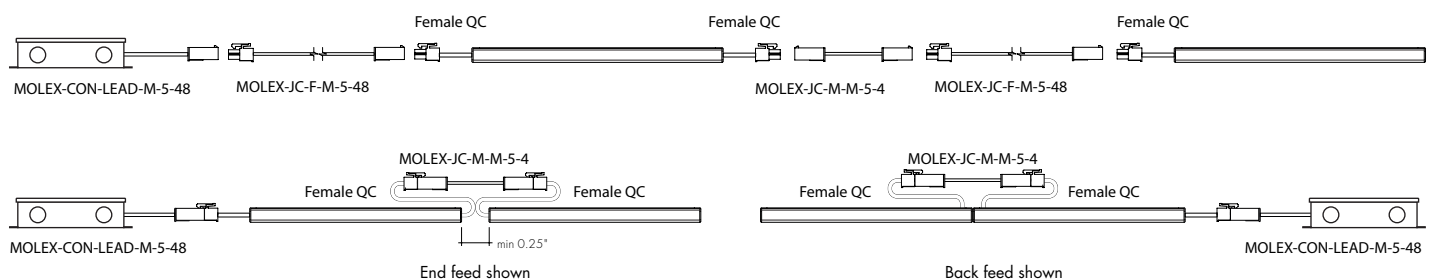 Female QC
Female QC
Female QC
MOLEX-CON-LEAD-M-5-48
MOLEX-JC-F-M-5-48
MOLEX-JC-M-M-5-4
MOLEX-JC-F-M-5-48
MOLEX-JC-M-M-5-4
MOLEX-JC-M-M-5-4
Female QC
Female QC
Female QC
Female QC
MOLEX-CON-LEAD-M-5-48
min 0.25"
MOLEX-CON-LEAD-M-5-48
End feed shown
Back feed shown